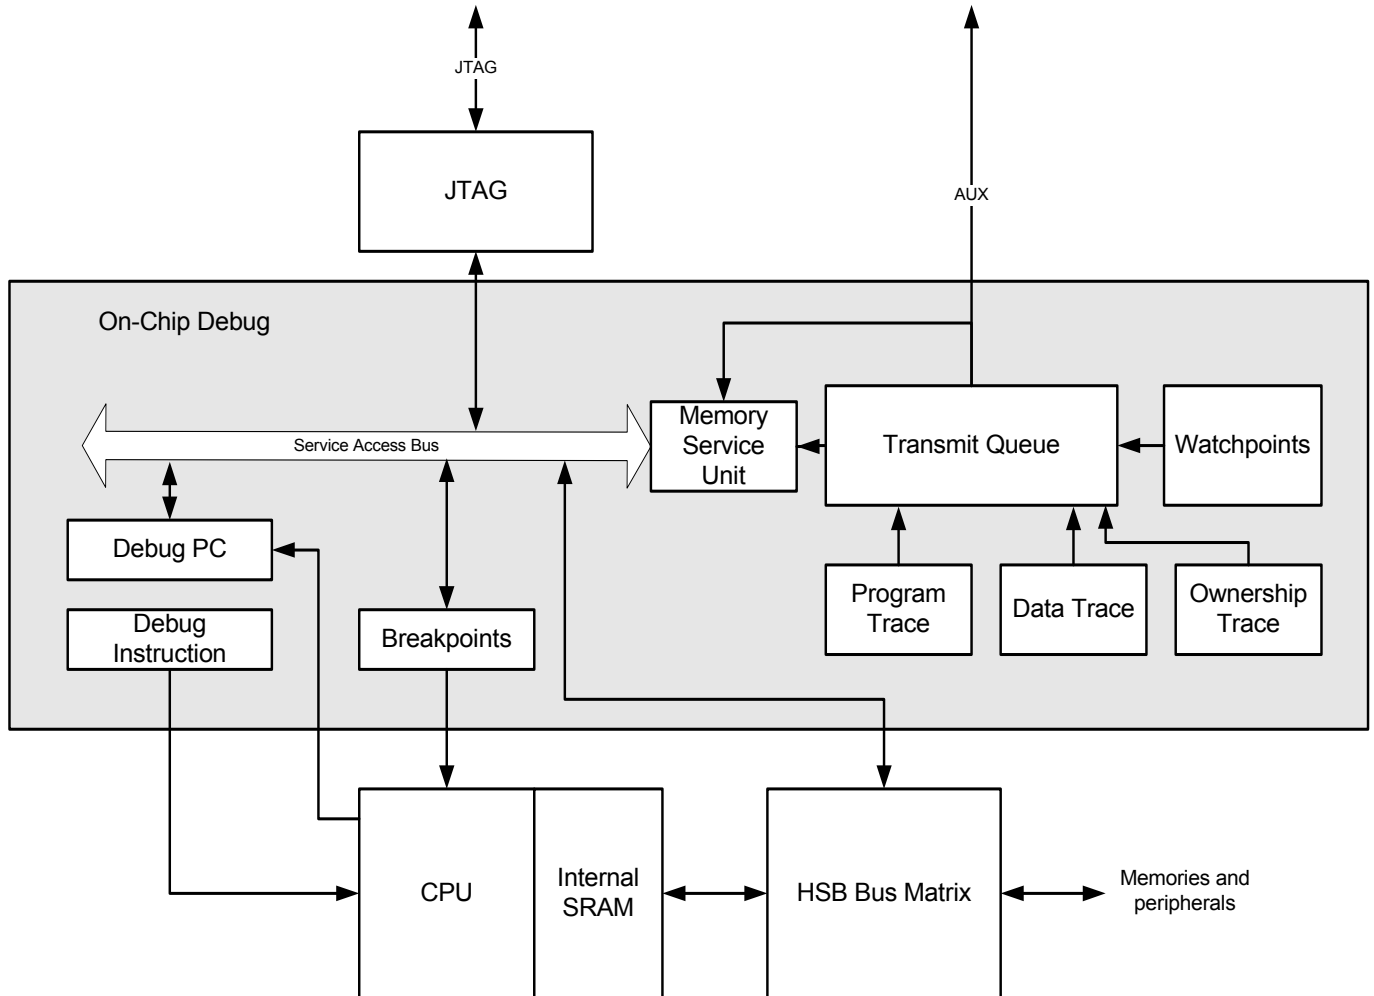 JTAG
JTAG
AUX
On-Chip Debug
Service Access Bus
Memory
Service
Unit
Transmit Queue
Watchpoints
Debug PC
Debug
Instruction
Breakpoints
Program
Trace
Data Trace
Ownership
Trace
CPU
Internal
SRAM
HSB Bus Matrix
Memories and
peripherals